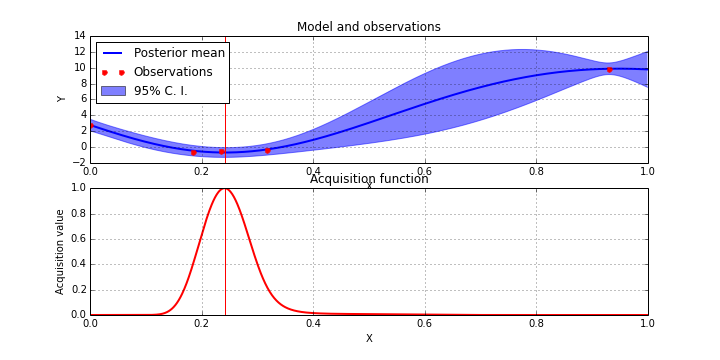 Model and observations
14
12
10
8
6
4
2
0
−2
Y
Posterior mean
Observations
95% C. I.
0.0 0.2 0.4 0.6 0.8 1.0
X
Acquisition function
1.0
0.8
0.6
0.4
0.2
0.0
Acquisition value
0.0 0.2 0.4 0.6 0.8 1.0
X